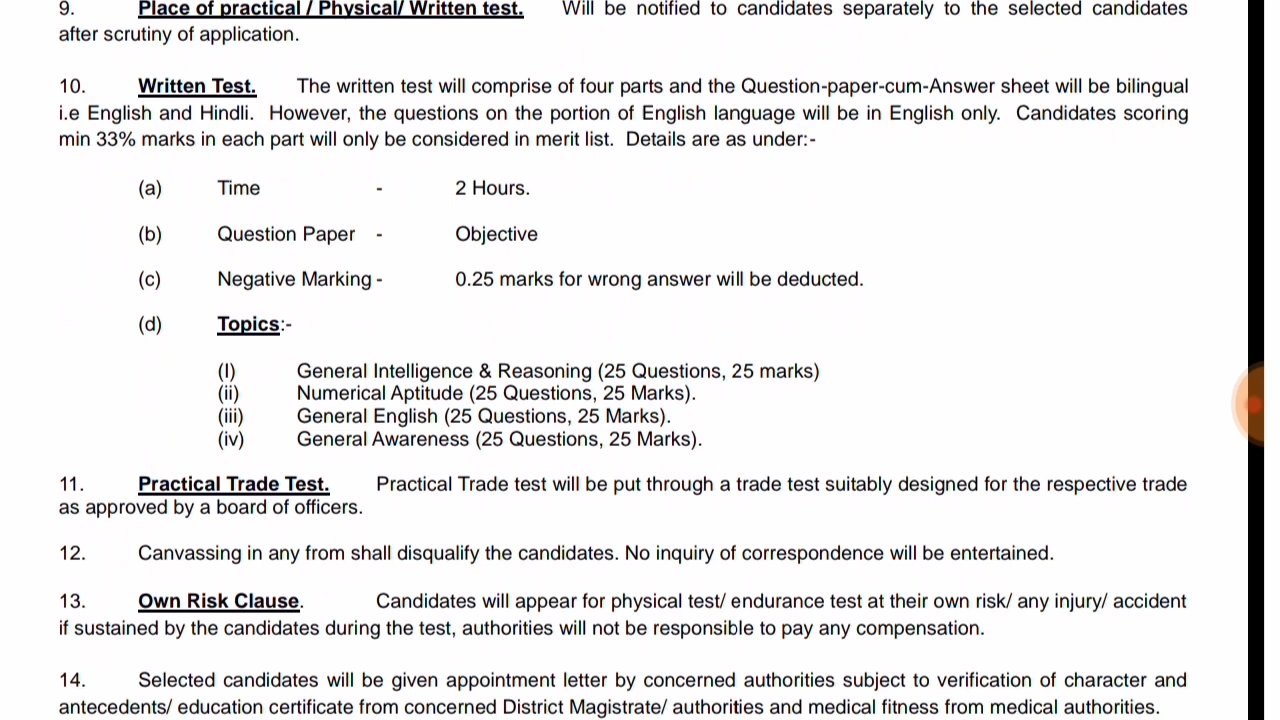 9. Place of practical / Physical/ Written test. Will be notified to candidates separately to the selected candidates
after scrutiny of application.
10. Written Test. The written test will comprise of four parts and the Question-paper-cum-Answer sheet will be bilingual
i.e English and Hindli. However, the questions on the portion of English language will be in English only. Candidates scoring
min 33% marks in each part will only be considered in merit list. Details are as under:-
(a) Time - 2 Hours.
(b) Question Paper - Objective
(c) Negative Marking - 0.25 marks for wrong answer will be deducted.
(d) Topics:-
(I) General Intelligence & Reasoning (25 Questions, 25 marks)
(ii) Numerical Aptitude (25 Questions, 25 Marks).
(iii) General English (25 Questions, 25 Marks).
(iv) General Awareness (25 Questions, 25 Marks).
11. Practical Trade Test. Practical Trade test will be put through a trade test suitably designed for the respective trade
as approved by a board of officers.
12. Canvassing in any from shall disqualify the candidates. No inquiry of correspondence will be entertained.
13. Own Risk Clause. Candidates will appear for physical test/ endurance test at their own risk/ any injury/ accident
if sustained by the candidates during the test, authorities will not be responsible to pay any compensation.
14. Selected candidates will be given appointment letter by concerned authorities subject to verification of character and
antecedents/ education certificate from concerned District Magistrate/ authorities and medical fitness from medical authorities.